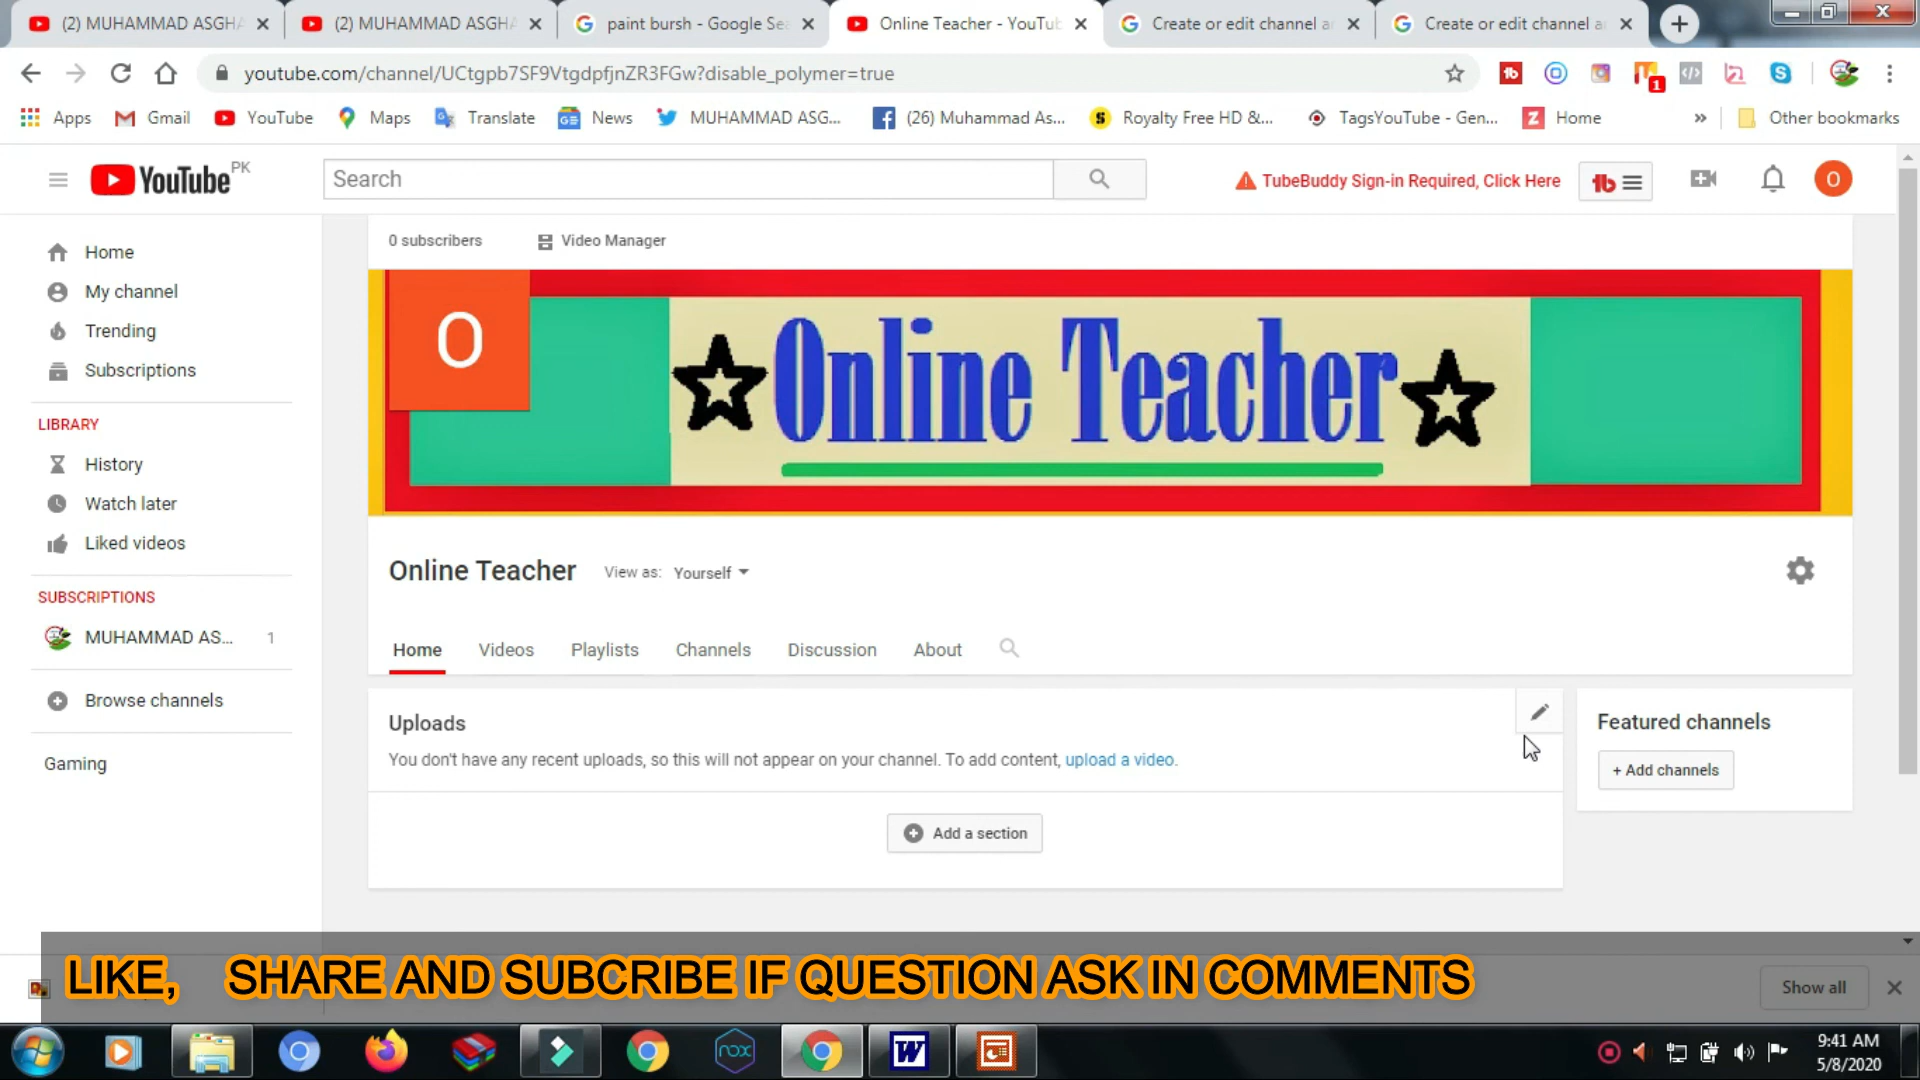 (2) MUHAMMAD ASGHA
(2) MUHAMMAD ASGHA
paint bursh - Google Sea
Online Teacher - YouTub
Create or edit channel a
Create or edit channel a
youtube.com/channel/UCtgpb7SF9VtgdpfjnZR3FGw?disable_polymer=true
1
Apps
Gmail
YouTube
Maps
Translate
News
MUHAMMAD ASG...
(26) Muhammad As...
Royalty Free HD &...
TagsYouTube - Gen...
Home
»
Other bookmarks
YouTube PK
Search
TubeBuddy Sign-in Required, Click Here
tb
O
0 subscribers
Video Manager
Home
My channel
Trending
Subscriptions
LIBRARY
History
Watch later
Liked videos
SUBSCRIPTIONS
MUHAMMAD AS... 1
Browse channels
Gaming
O
Online Teacher
Online Teacher
View as: Yourself
Home
Videos
Playlists
Channels
Discussion
About
Uploads
You don't have any recent uploads, so this will not appear on your channel. To add content, upload a video.
Add a section
Featured channels
+ Add channels
LIKE, SHARE AND SUBCRIBE IF QUESTION ASK IN COMMENTS
Show all
nox
W
9:41 AM
5/8/2020